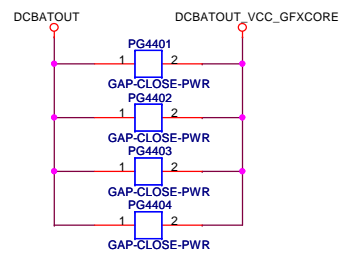 DCBATOUT DCBATOUT_VCC_GFXCORE
PG4401
1 2
GAP-CLOSE-PWR
PG4402
1 2
GAP-CLOSE-PWR
PG4403
1 2
GAP-CLOSE-PWR
PG4404
1 2
GAP-CLOSE-PWR